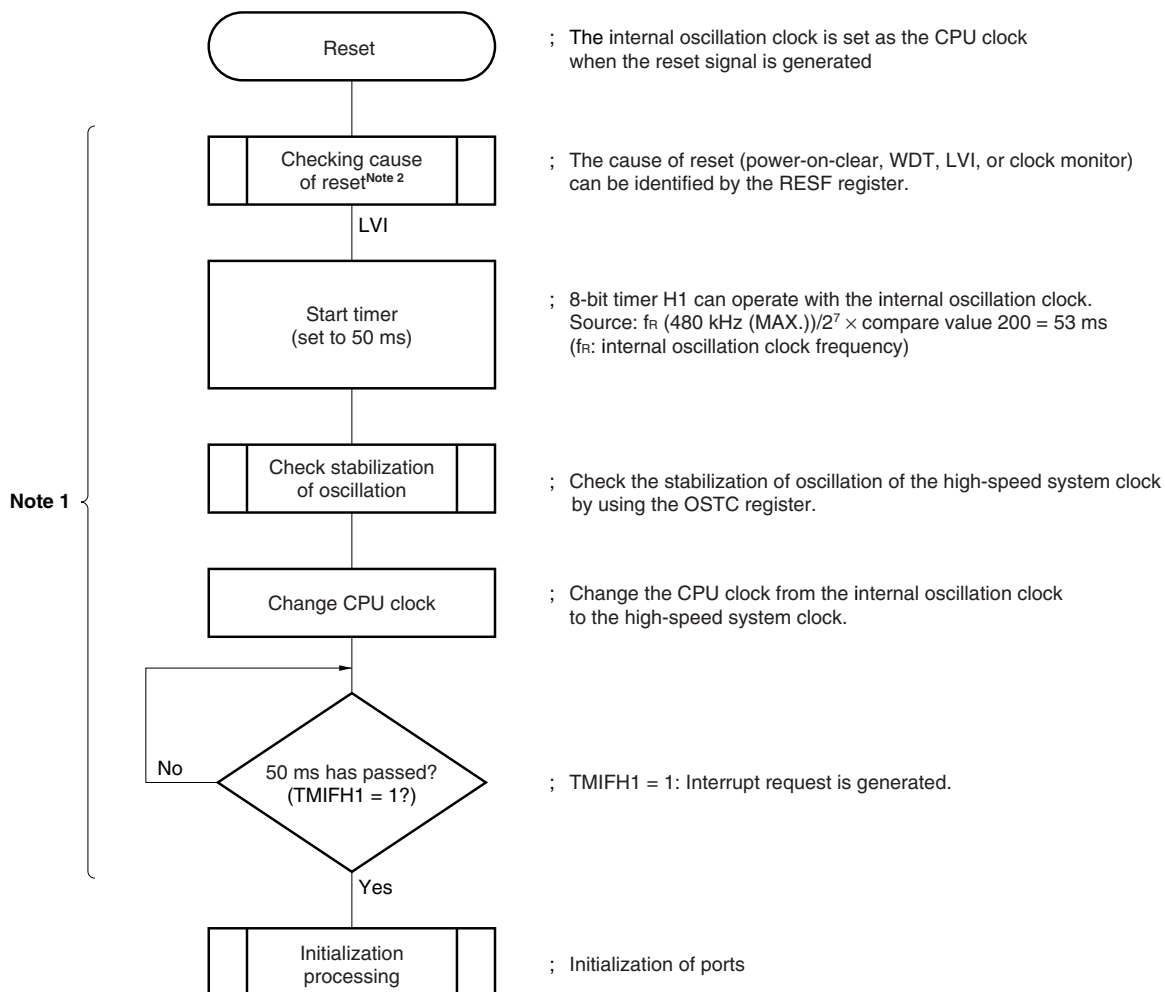 Reset
; The internal oscillation clock is set as the CPU clock
when the reset signal is generated
Checking cause
of resetNote 2
; The cause of reset (power-on-clear, WDT, LVI, or clock monitor)
can be identified by the RESF register.
LVI
Start timer
(set to 50 ms)
; 8-bit timer H1 can operate with the internal oscillation clock.
Source: fR (480 kHz (MAX.))/2⁷ × compare value 200 = 53 ms
(fR: internal oscillation clock frequency)
Note 1
Check stabilization
of oscillation
; Check the stabilization of oscillation of the high-speed system clock
by using the OSTC register.
Change CPU clock
; Change the CPU clock from the internal oscillation clock
to the high-speed system clock.
No
50 ms has passed?
(TMIFH1 = 1?)
; TMIFH1 = 1: Interrupt request is generated.
Yes
Initialization
processing
; Initialization of ports